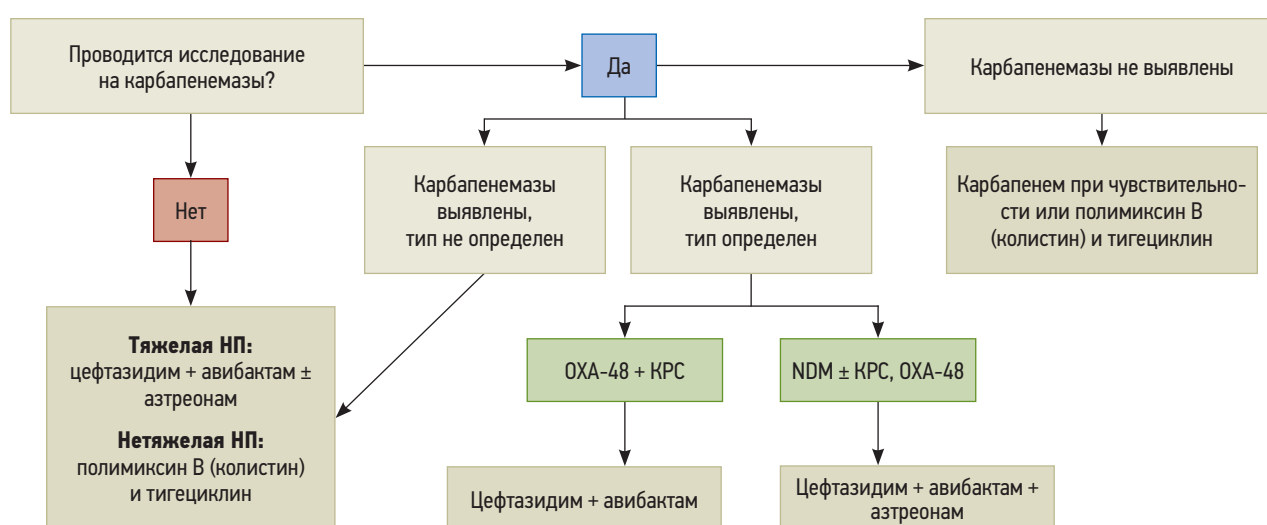 Проводится исследование
на карбапенемазы?
Да
Карбапенемазы не выявлены
Нет
Карбапенемазы
выявлены,
тип не определен
Карбапенемазы
выявлены,
тип определен
Карбапенем при чувствительно-
сти или полимиксин В
(колистин) и тигециклин
Тяжелая НП:
цефтазидим + авибактам ±
азтреонам
Нетяжелая НП:
полимиксин В (колистин)
и тигециклин
OXA-48 + KPC
NDM ± KPC, OXA-48
Цефтазидим + авибактам
Цефтазидим + авибактам +
азтреонам